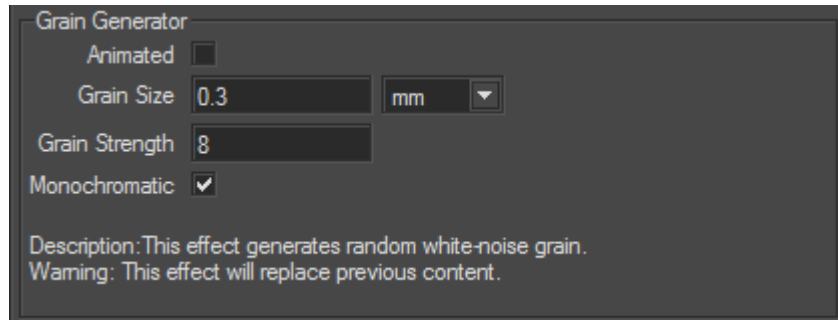 Grain Generator
Animated
Grain Size 0.3 mm
Grain Strength 8
Monochromatic
Description:This effect generates random white-noise grain.
Warning: This effect will replace previous content.